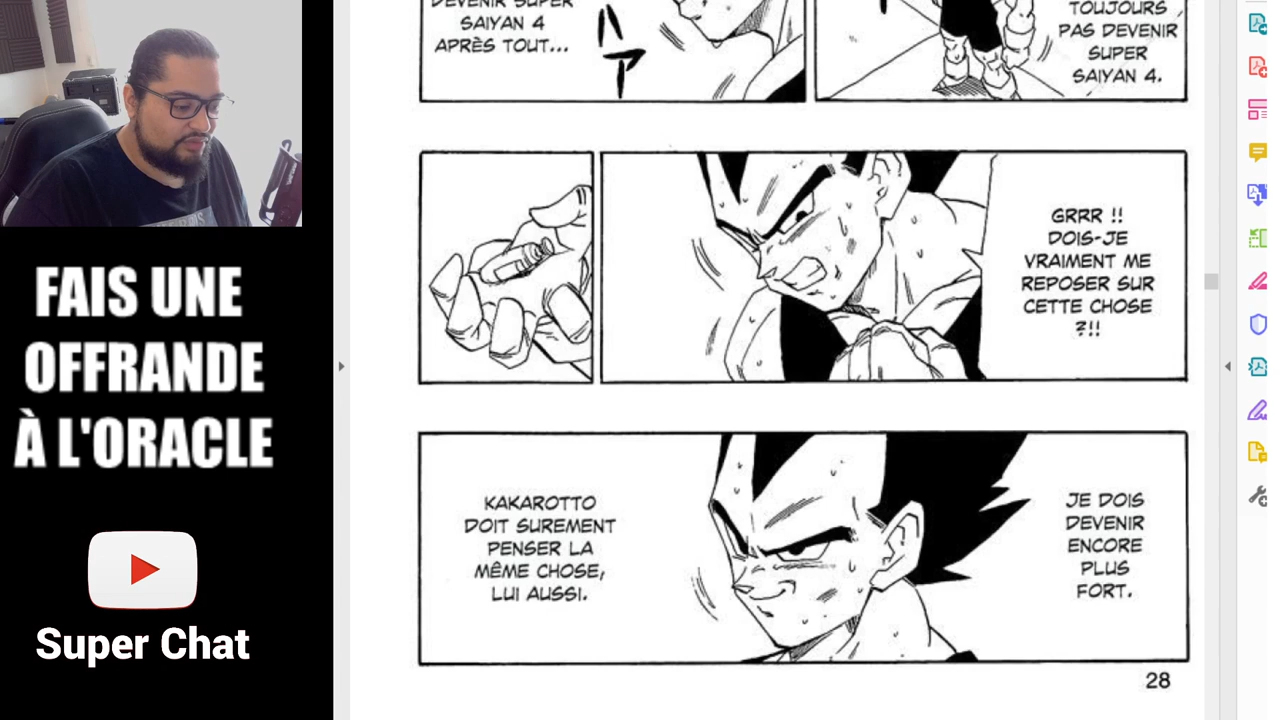 FAIS UNE
OFFRANDE
À L'ORACLE
Super Chat
DEVENIR SUPER
SAIYAN 4
APRÈS TOUT...
TOUJOURS
PAS DEVENIR
SUPER
SAIYAN 4.
GRRR !!
DOIS-JE
VRAIMENT ME
REPOSER SUR
CETTE CHOSE
?!!
KAKAROTTO
DOIT SUREMENT
PENSER LA
MÊME CHOSE,
LUI AUSSI.
JE DOIS
DEVENIR
ENCORE
PLUS
FORT.
28